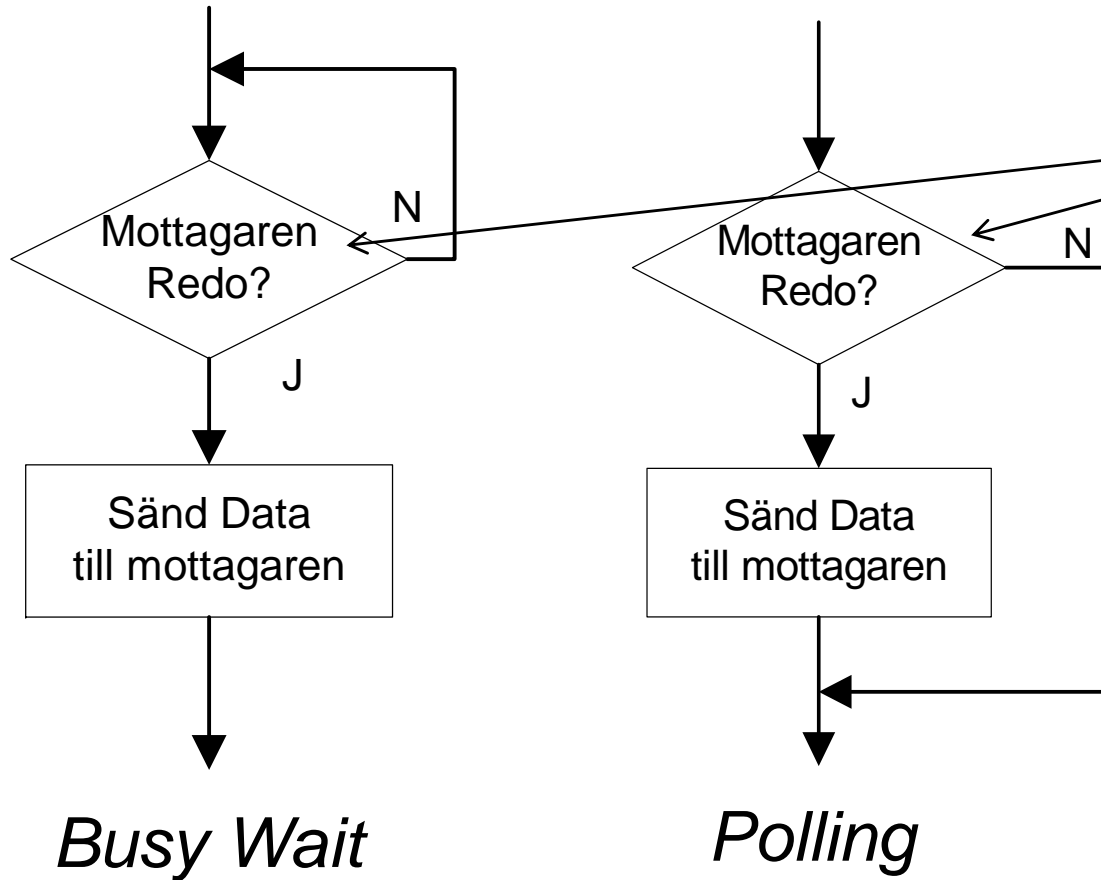 Mottagaren
Redo?
N
J
Sänd Data
till mottagaren
Busy Wait
Mottagaren
Redo?
N
J
Sänd Data
till mottagaren
Polling